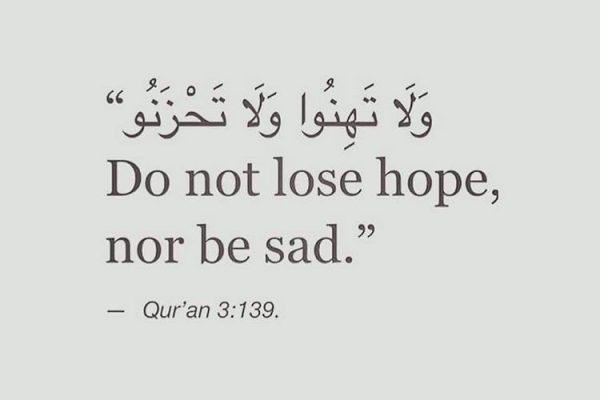 “وَلَا تَهِنُوا وَلَا تَحْزَنُو
Do not lose hope,
nor be sad.”
— Qur’an 3:139.